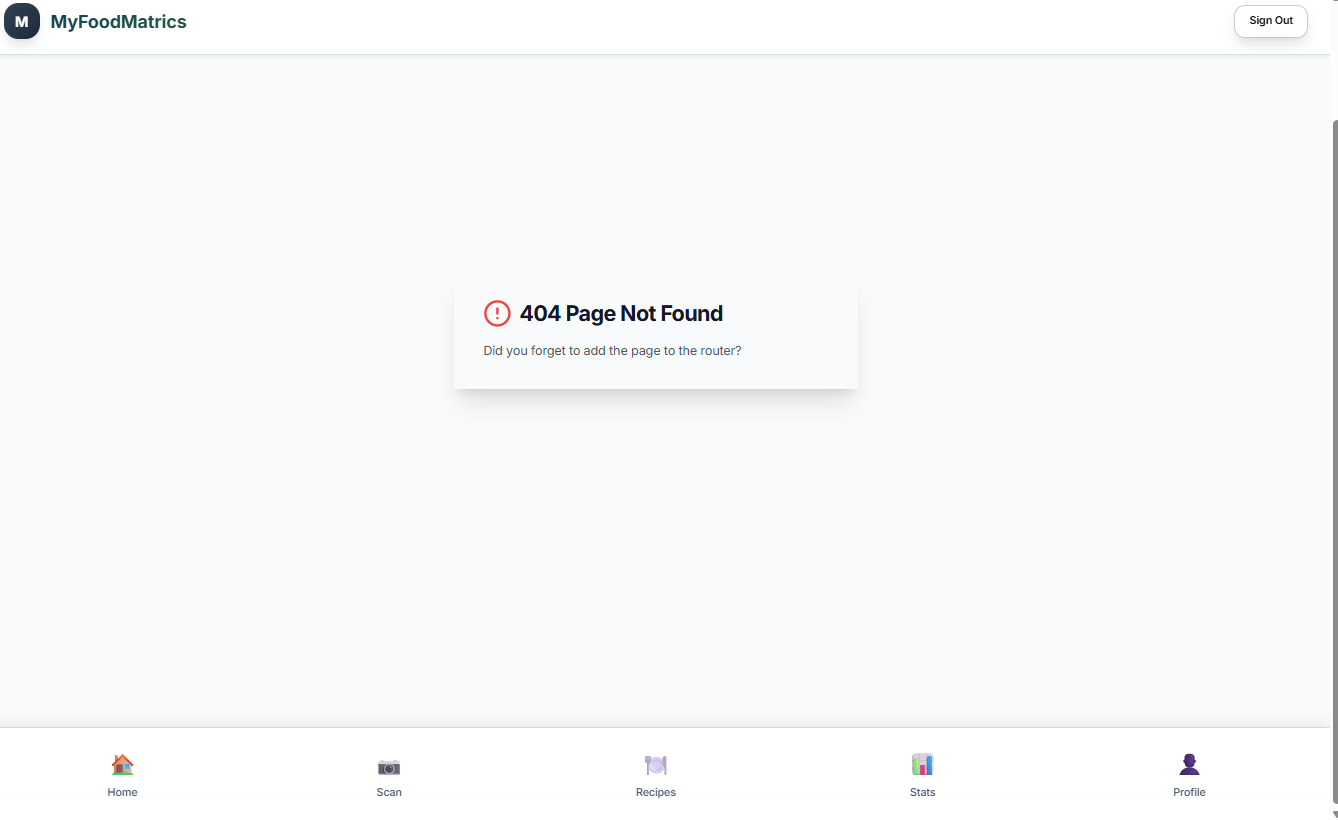 M MyFoodMatrics
Sign Out
404 Page Not Found
Did you forget to add the page to the router?
Home
Scan
Recipes
Stats
Profile